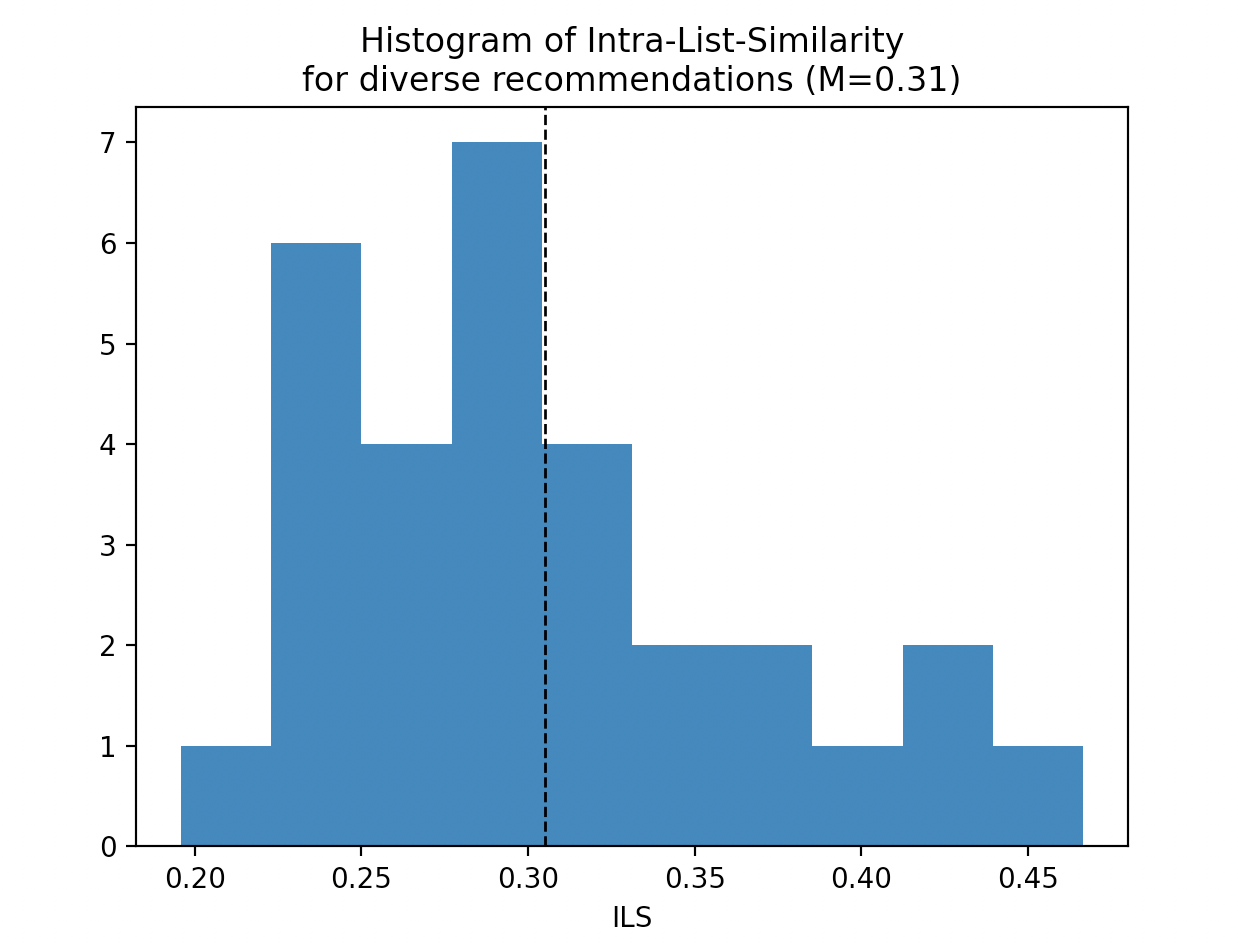 Histogram of Intra-List-Similarity
for diverse recommendations (M=0.31)
7
6
5
4
3
2
1
0
0.20 0.25 0.30 0.35 0.40 0.45
ILS